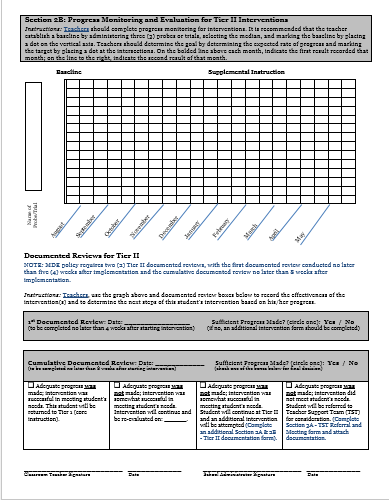 Section 2B: Progress Monitoring and Evaluation for Tier II Interventions
Instructions: Teachers should complete progress monitoring for interventions. It is recommended that the teacher
establish a baseline by administering three (3) probes or trials, selecting the median, and marking the baseline by placing
a dot on the vertical axis. Teachers should determine the goal by determining the expected rate of progress and marking
the target by placing a dot at the intersections. On the bolded line above each month, indicate the first result recorded that
month; on the line to the right, indicate the second result of that month.
Baseline Supplemental Instruction
Name of
Probe/Trial
August
September
October
November
December
January
February
March
April
May
Documented Reviews for Tier II
NOTE: MDE policy requires two (2) Tier II documented reviews, with the first documented review conducted no later
than five (4) weeks after implementation and the cumulative documented review no later than 8 weeks after
implementation.
Instructions: Teachers, use the graph above and documented review boxes below to record the effectiveness of the
intervention(s) and to determine the next steps of this student's intervention based on his/her progress.
1st Documented Review: Date: ____________ Sufficient Progress Made? (circle one): Yes / No
(to be completed no later than 4 weeks after starting intervention) (if no, an additional intervention form should be completed)
Cumulative Documented Review: Date: ____________ Sufficient Progress Made? (circle one): Yes / No
(to be completed no later than 8 weeks after starting intervention) (check one of the boxes below for final decision)
☐ Adequate progress was
made; intervention was
successful in meeting student's
needs. This student will be
returned to Tier 1 (core
instruction).
☐ Adequate progress was
not made; intervention was
somewhat successful in
meeting student's needs.
Intervention will continue and
be re-evaluated on: ______.
☐ Adequate progress was
not made; intervention was
somewhat successful in
meeting student's needs.
Student will continue at Tier II
and an additional intervention
will be attempted (Complete
an additional 2A & 2B
- Tier II documentation form).
☐ Adequate progress was
not made; intervention did
not meet student's needs.
Student will be referred to
Teacher Support Team (TST)
for consideration. (Complete
Section 3A - TST Referral and
Meeting form and attach
documentation.
Classroom Teacher Signature Date School Administrator Signature Date